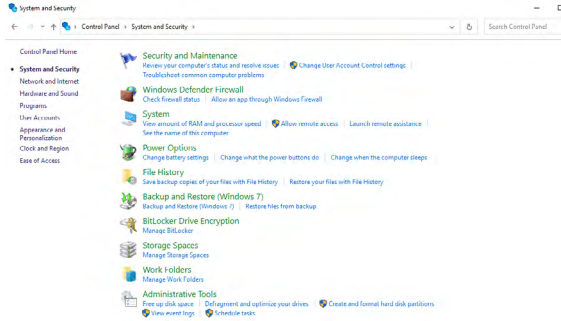 System and Security
Control Panel › System and Security ›
Search Control Panel
Control Panel Home
System and Security
Network and Internet
Hardware and Sound
Programs
User Accounts
Appearance and
Personalization
Clock and Region
Ease of Access
Security and Maintenance
Review your computer's status and resolve issues | Change User Account Control settings |
Troubleshoot common computer problems
Windows Defender Firewall
Check firewall status | Allow an app through Windows Firewall
System
View amount of RAM and processor speed | Allow remote access | Launch remote assistance |
See the name of this computer
Power Options
Change battery settings | Change what the power buttons do | Change when the computer sleeps
File History
Save backup copies of your files with File History | Restore your files with File History
Backup and Restore (Windows 7)
Backup and Restore (Windows 7) | Restore files from backup
BitLocker Drive Encryption
Manage BitLocker
Storage Spaces
Manage Storage Spaces
Work Folders
Manage Work Folders
Administrative Tools
Free up disk space | Defragment and optimize your drives | Create and format hard disk partitions |
View event logs | Schedule tasks